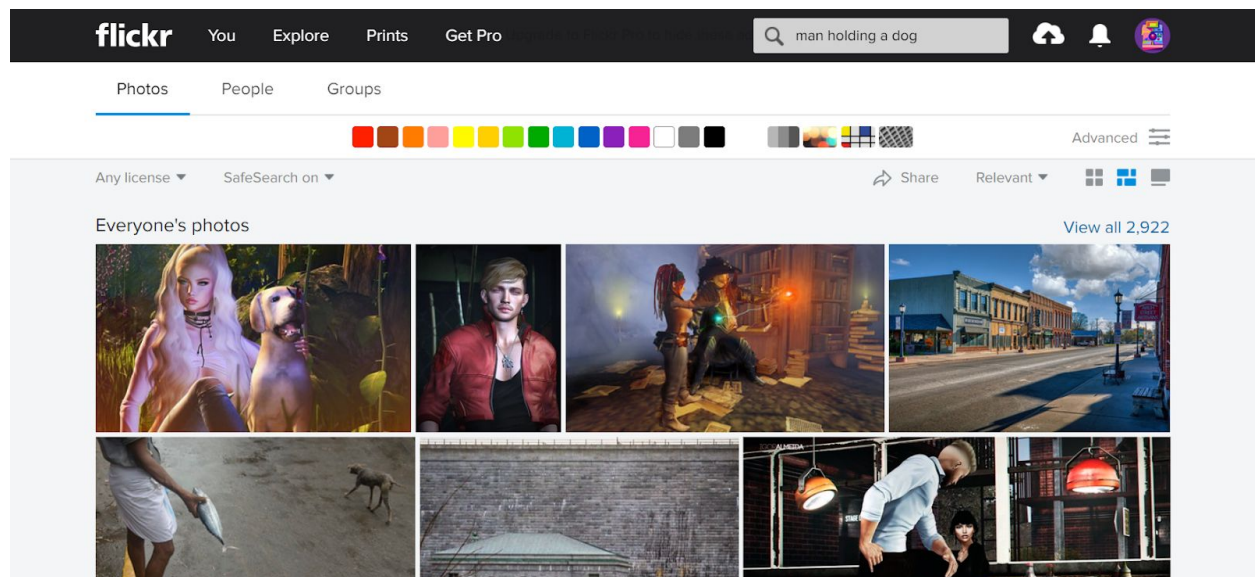 flickr You Explore Prints Get Pro man holding a dog
Photos People Groups
Advanced
Any license SafeSearch on Share Relevant
Everyone's photos View all 2,922
IGORALMEIDA